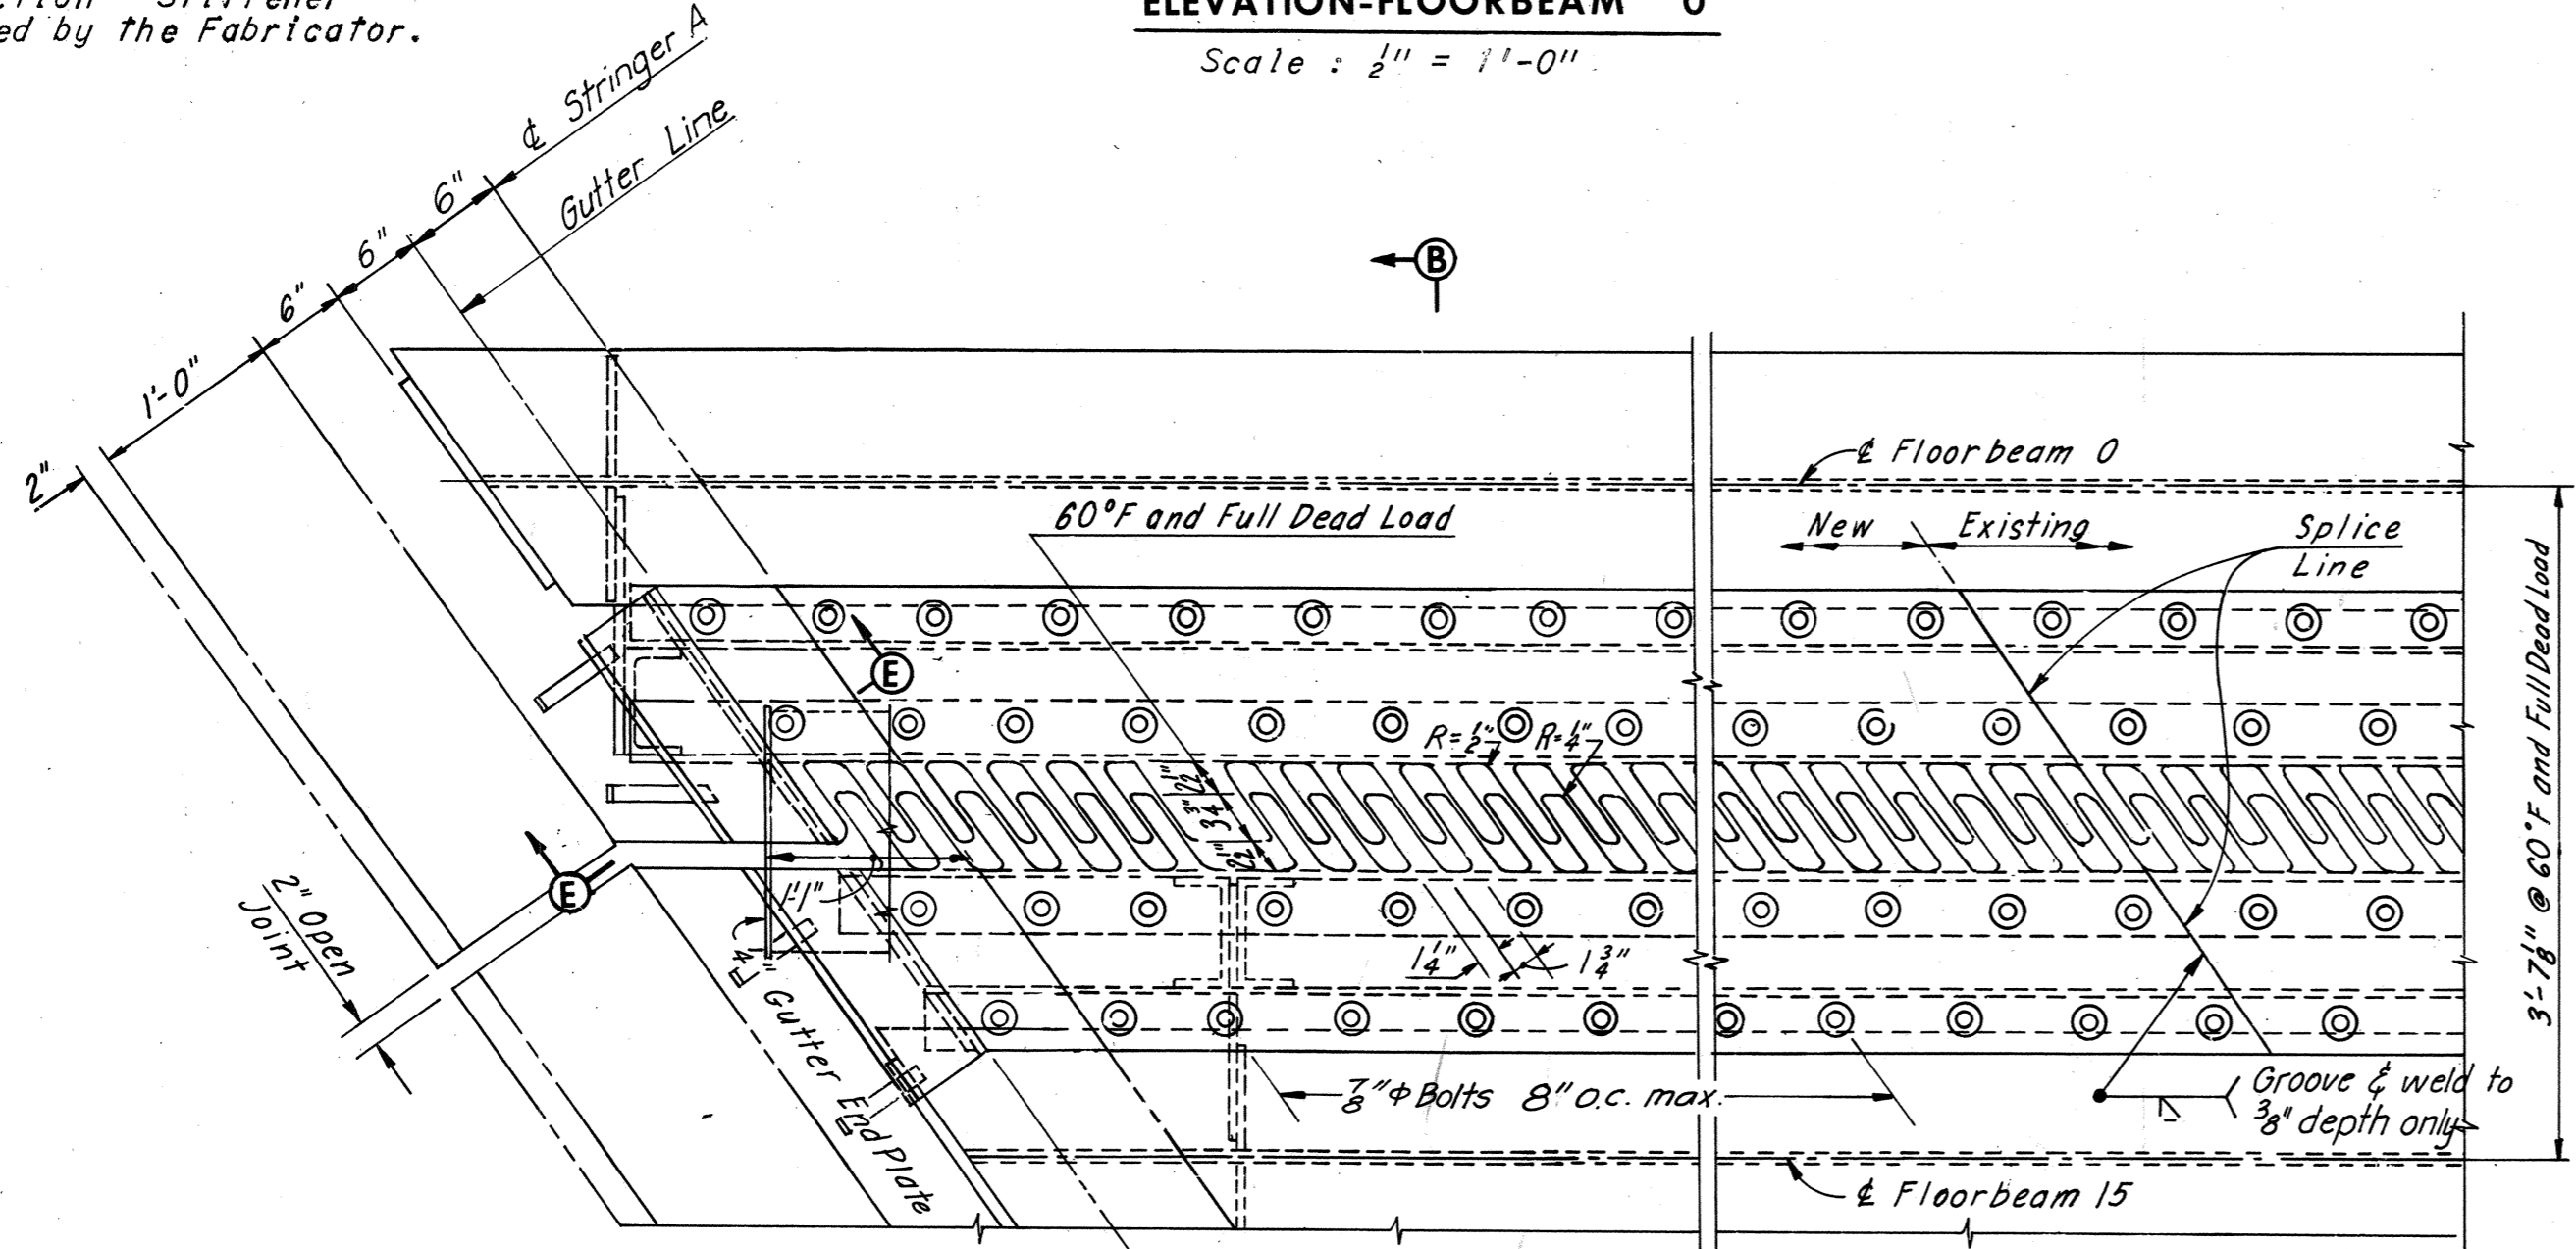 ed by the Fabricator.
ELEVATION-FLOORBEAM 0
Scale : 1/2" = 1'-0"
℄ Stringer A
Gutter Line
6"
6"
6"
1'-0"
2"
B
℄ Floorbeam 0
60°F and Full Dead Load
New
Existing
Splice
Line
E
R=1/2"
R=1/4"
2 1/2"
3 3/4"
2 1/2"
3'-7 1/8" @ 60°F and Full Dead Load
E
2" Open
Joint
1'-1"
1/4" Gutter End Plate
1 1/4"
1 3/4"
7/8" Φ Bolts 8" o.c. max.
Groove & weld to
3/8" depth only
℄ Floorbeam 15